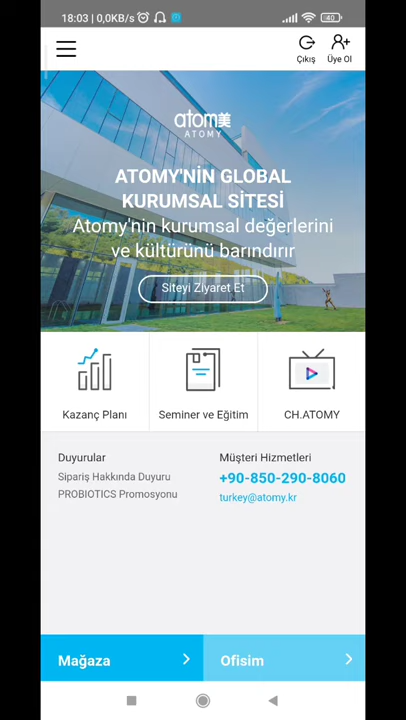 18:03 | 0,0KB/s
40
Çıkış
Üye Ol
atom美
ATOMY
ATOMY'NİN GLOBAL
KURUMSAL SİTESİ
Atomy'nin kurumsal değerlerini
ve kültürünü barındırır
Siteyi Ziyaret Et
Kazanç Planı
Seminer ve Eğitim
CH.ATOMY
Duyurular
Sipariş Hakkında Duyuru
PROBIOTICS Promosyonu
Müşteri Hizmetleri
+90-850-290-8060
turkey@atomy.kr
Mağaza
Ofisim